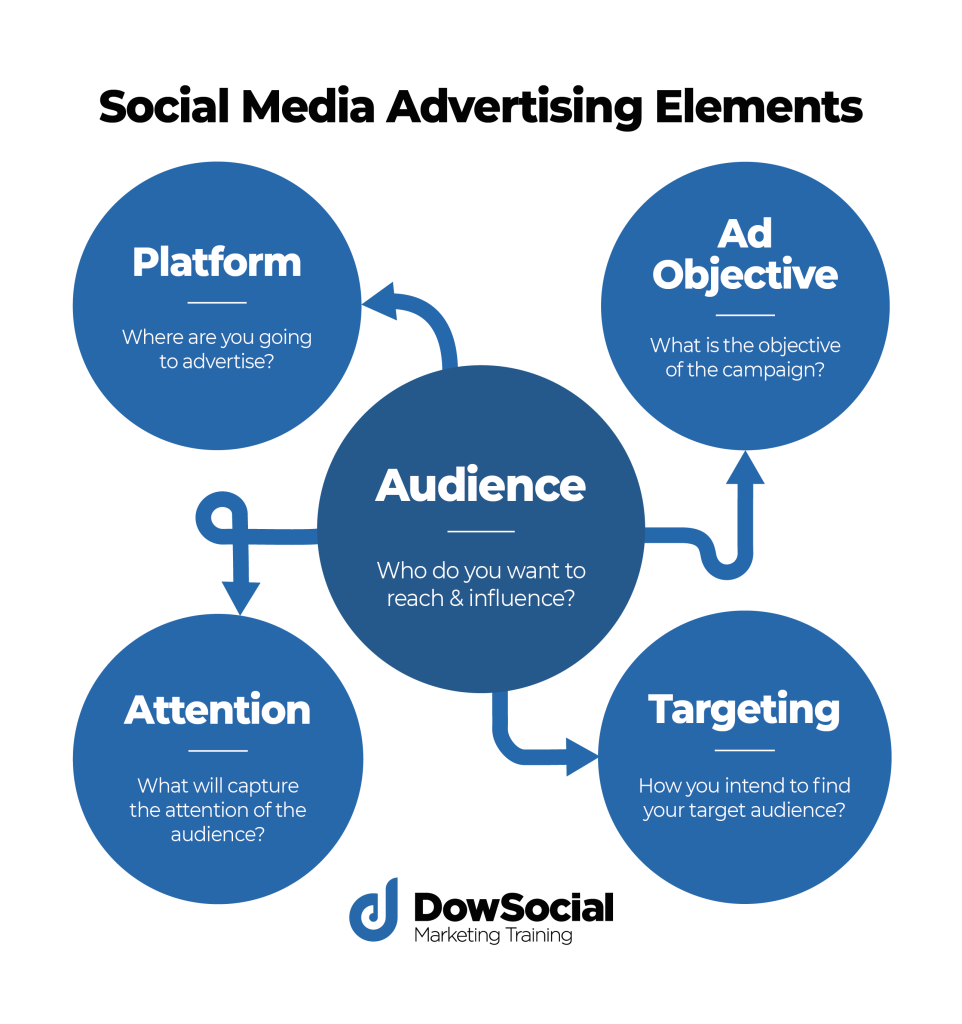 Social Media Advertising Elements
Platform
Where are you going
to advertise?
Ad
Objective
What is the objective
of the campaign?
Audience
Who do you want to
reach & influence?
Attention
What will capture
the attention of the
audience?
Targeting
How you intend to find
your target audience?
DowSocial
Marketing Training